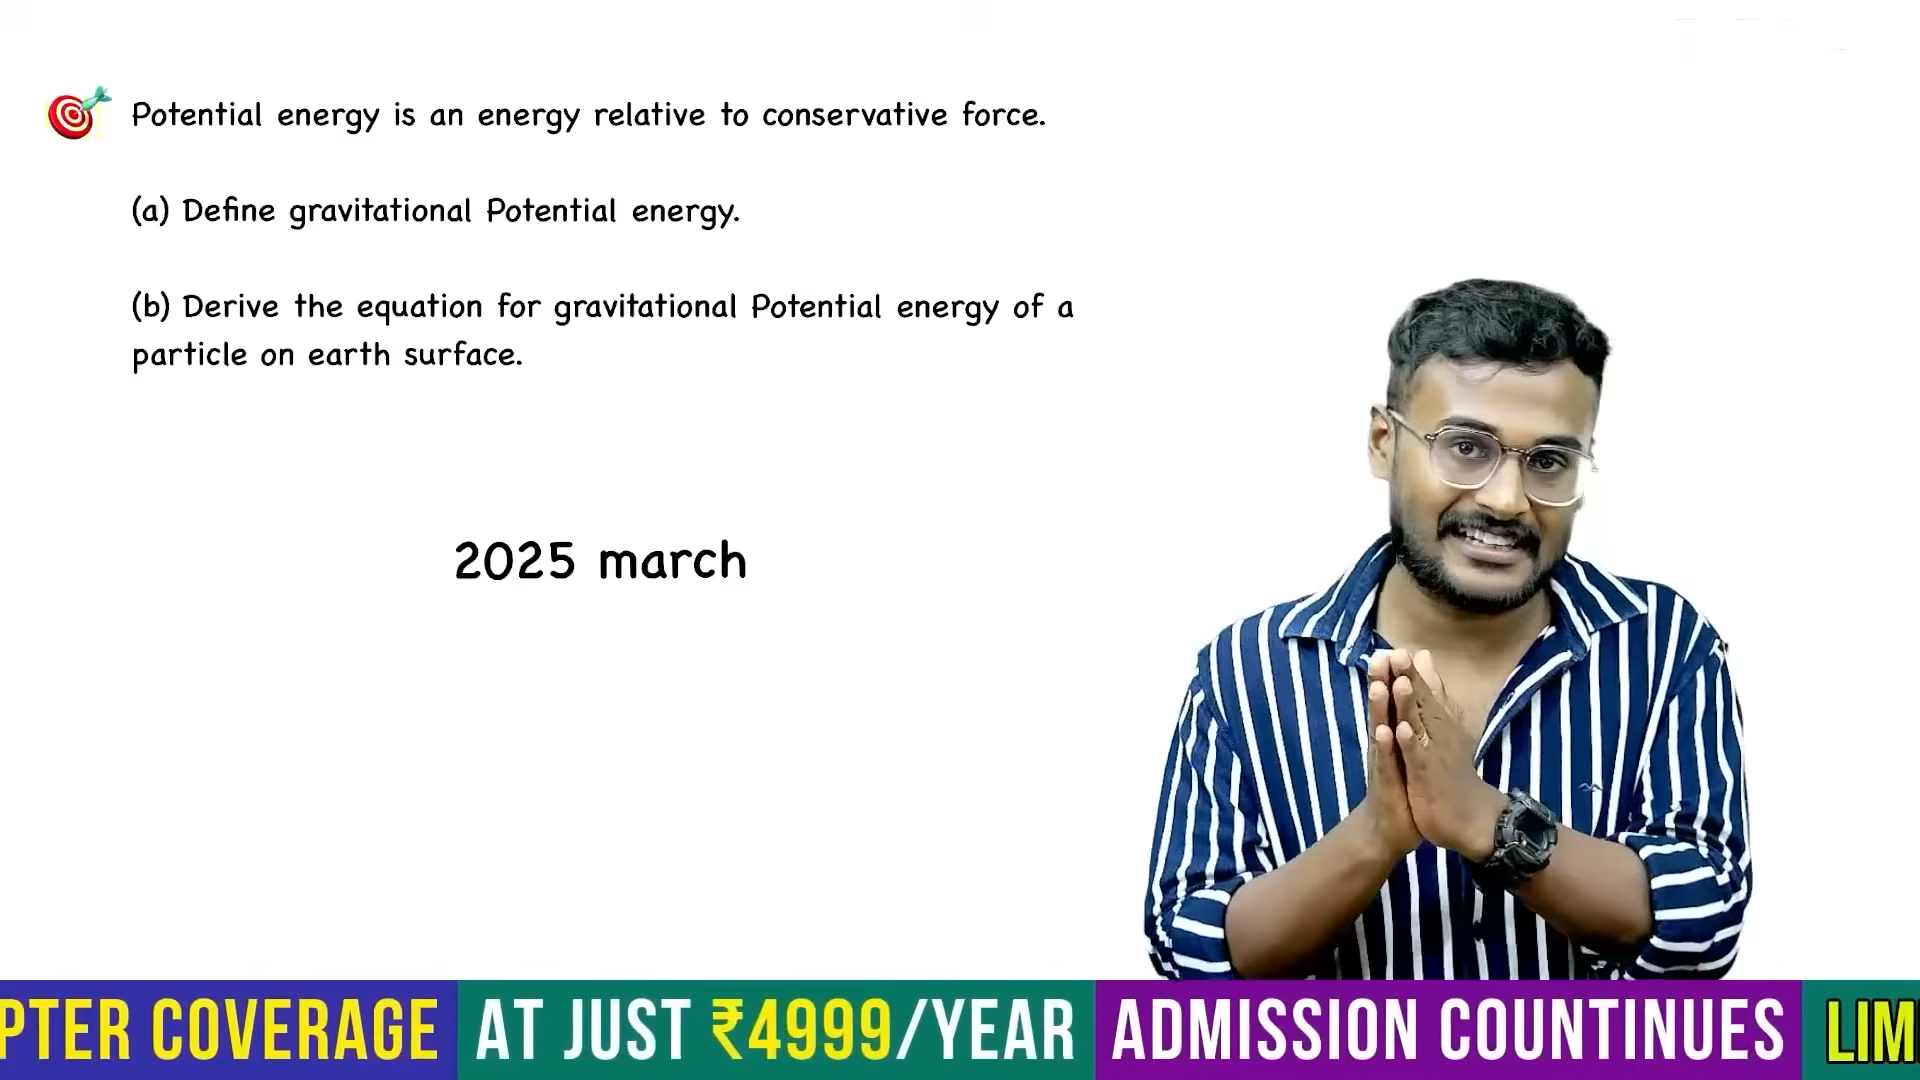 Potential energy is an energy relative to conservative force.
(a) Define gravitational Potential energy.
(b) Derive the equation for gravitational Potential energy of a
particle on earth surface.
2025 march
PTER COVERAGE AT JUST ₹4999/YEAR ADMISSION COUNTINUES LIM